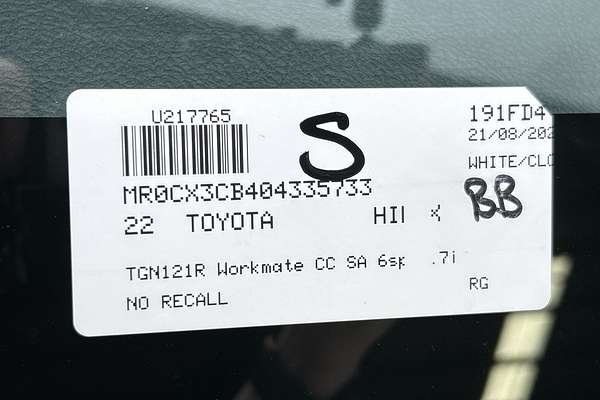 U217765
191FD4
21/08/202
S
WHITE/CLO
MR0CX3CB404335733
BB
22 TOYOTA HI
TGN121R Workmate CC SA 6sp .7i
NO RECALL
RG